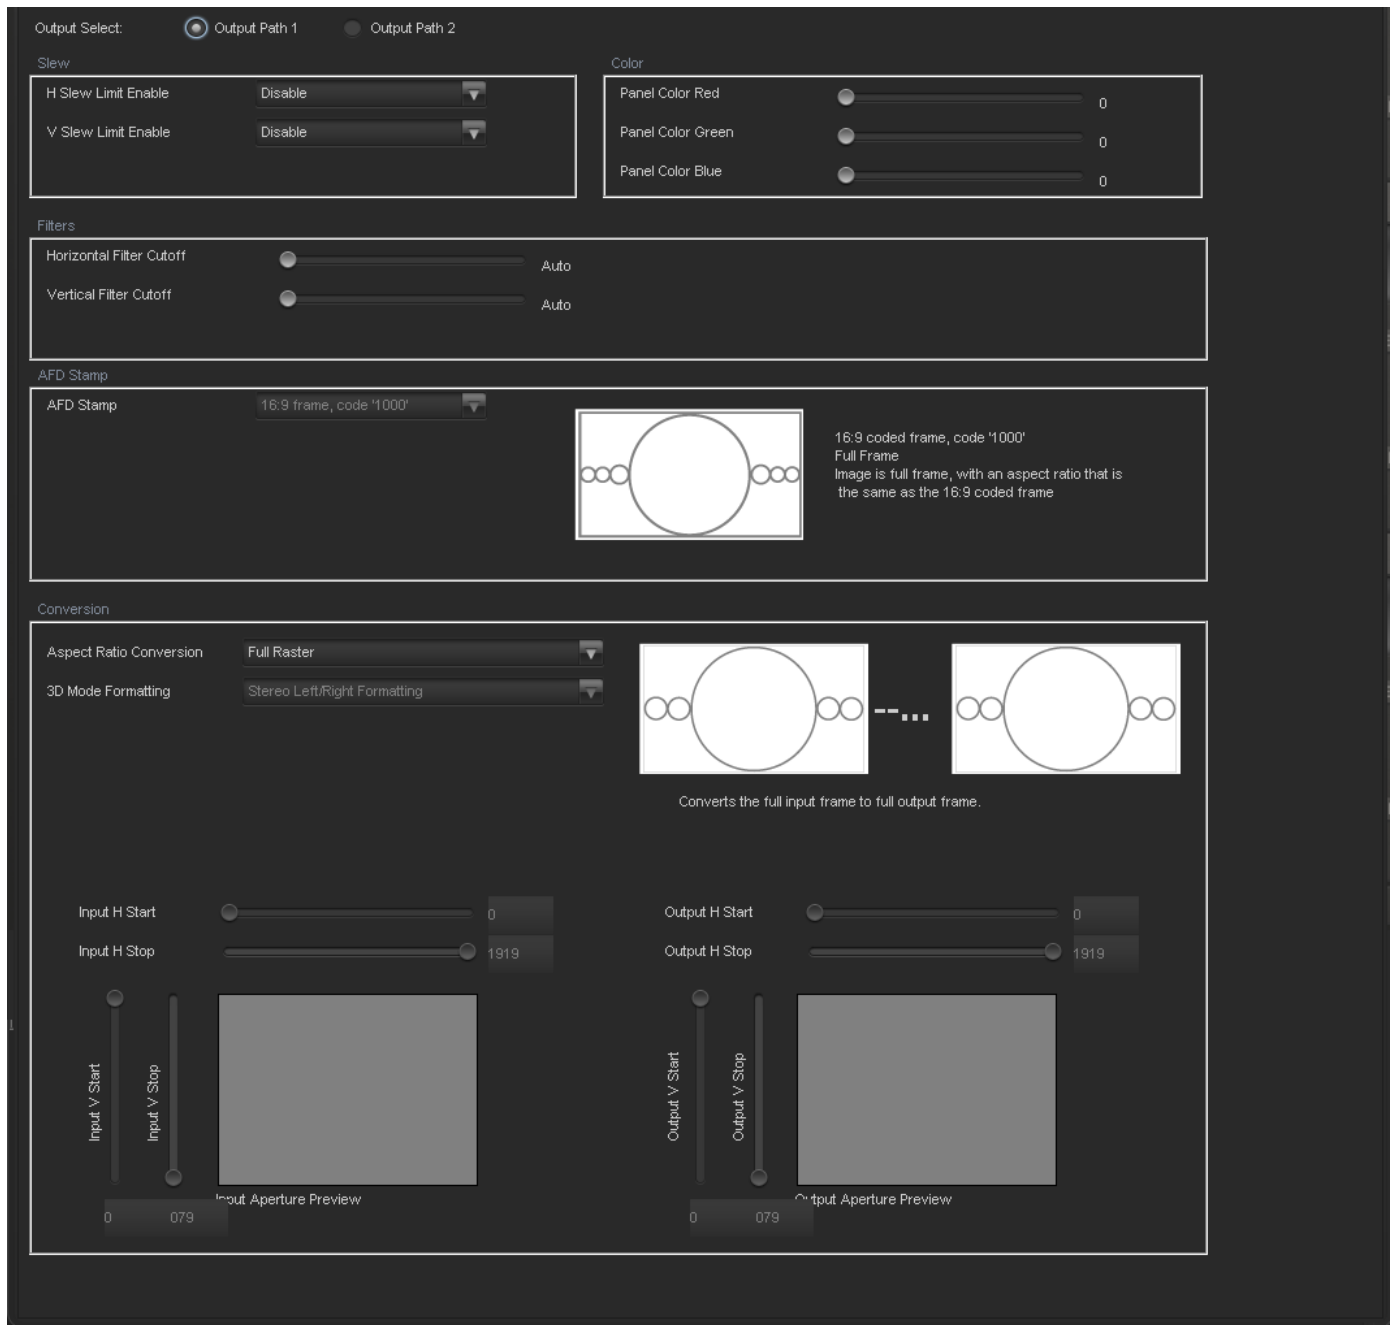 Output Select: Output Path 1 Output Path 2
Slew Color
H Slew Limit Enable Disable Panel Color Red 0
V Slew Limit Enable Disable Panel Color Green 0
Panel Color Blue 0
Filters
Horizontal Filter Cutoff Auto
Vertical Filter Cutoff Auto
AFD Stamp
AFD Stamp 16:9 frame, code '1000'
16:9 coded frame, code '1000'
Full Frame
Image is full frame, with an aspect ratio that is
the same as the 16:9 coded frame
Conversion
Aspect Ratio Conversion Full Raster
3D Mode Formatting Stereo Left/Right Formatting
--...
Converts the full input frame to full output frame.
Input H Start 0 Output H Start 0
Input H Stop 1919 Output H Stop 1919
Input V Start
Input V Stop
Output V Start
Output V Stop
Input Aperture Preview Output Aperture Preview
0 079 0 079